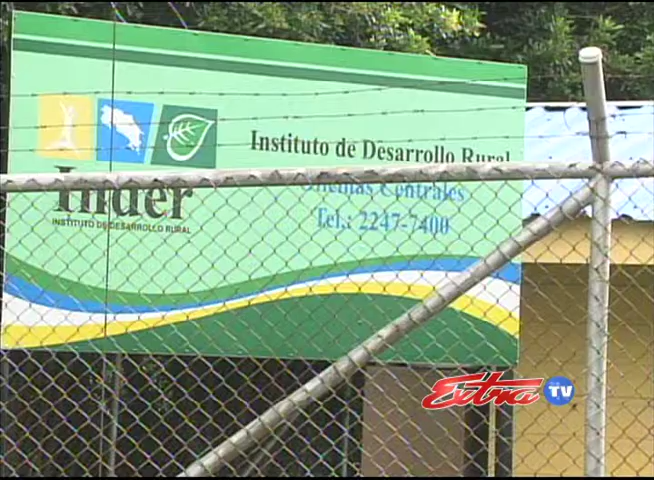 Instituto de Desarrollo Rural
Oficinas Centrales
Tel.: 2247-7400
Inder
INSTITUTO DE DESARROLLO RURAL
Extra TV